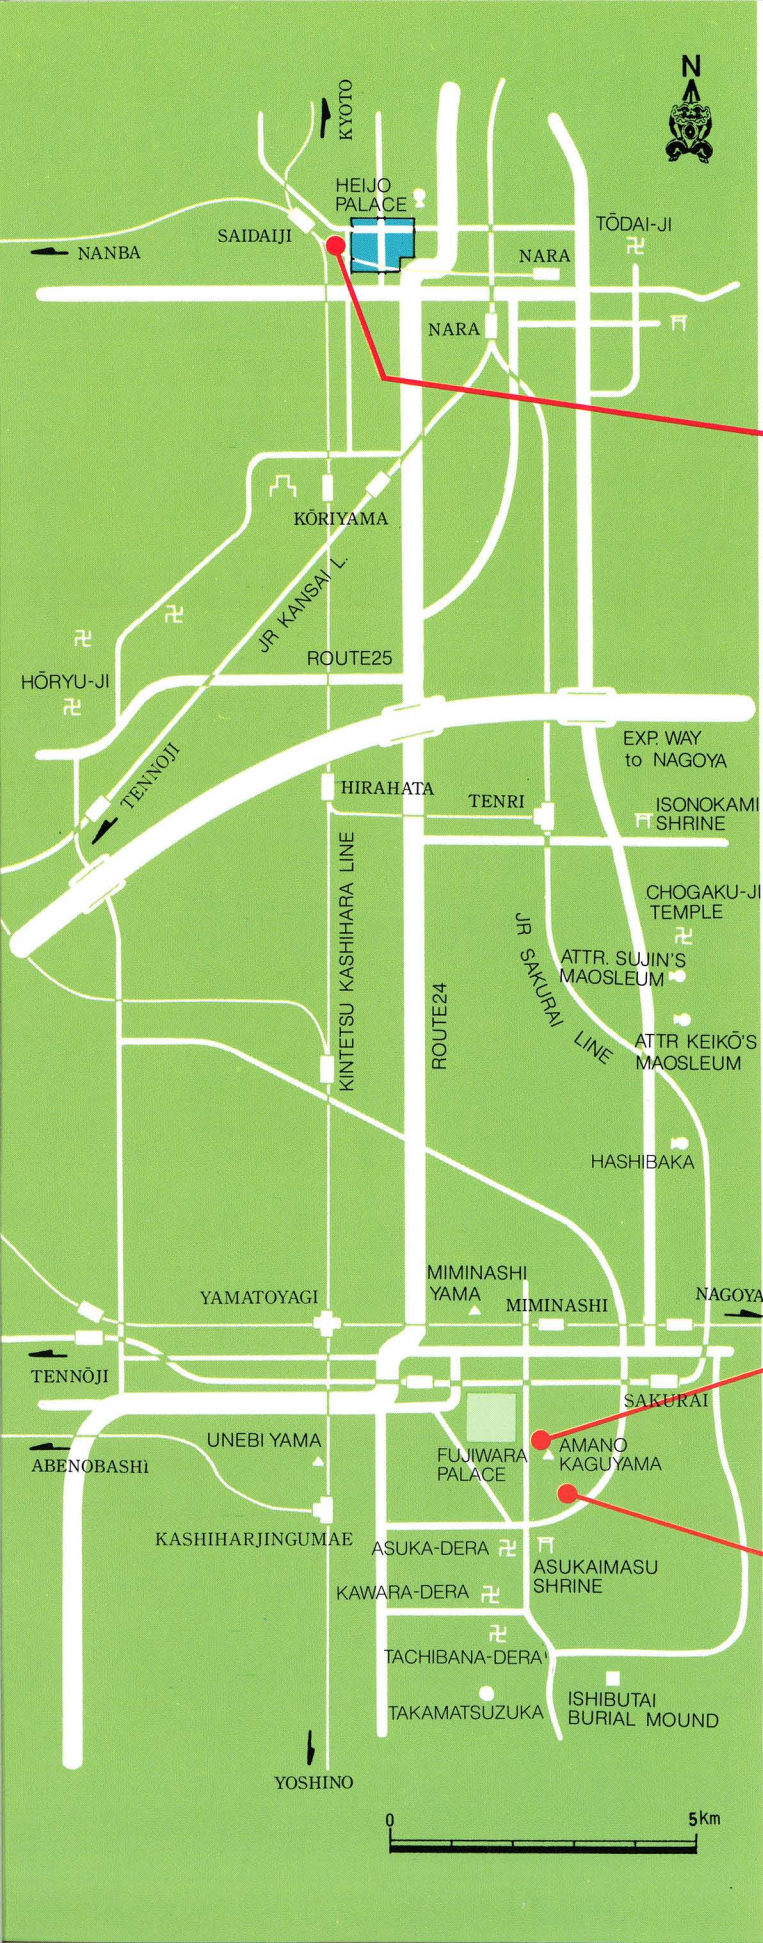 N
KYOTO
HEIJO
PALACE
SAIDAIJI
TŌDAI-JI
NANBA
NARA
NARA
KŌRIYAMA
JR KANSAI L.
ROUTE25
HŌRYU-JI
EXP. WAY
to NAGOYA
TENNOJI
HIRAHATA
TENRI
ISONOKAMI
SHRINE
KINTETSU KASHIHARA LINE
CHOGAKU-JI
TEMPLE
JR SAKURAI LINE
ATTR. SUJIN'S
MAOSLEUM
ROUTE24
ATTR KEIKŌ'S
MAOSLEUM
HASHIBAKA
MIMINASHI
YAMA
YAMATOYAGI
MIMINASHI
NAGOYA
TENNŌJI
SAKURAI
UNEBI YAMA
FUJIWARA
PALACE
AMANO
KAGUYAMA
ABENOBASHi
KASHIHARJINGUMAE
ASUKA-DERA
ASUKAIMASU
SHRINE
KAWARA-DERA
TACHIBANA-DERA
TAKAMATSUZUKA
ISHIBUTAI
BURIAL MOUND
YOSHINO
0 5Km